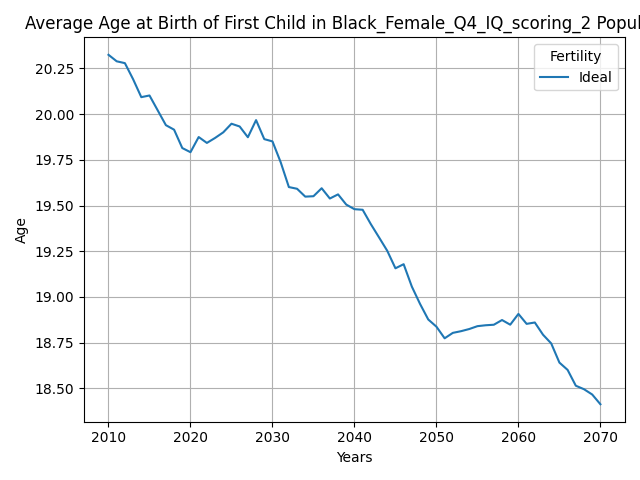 Average Age at Birth of First Child in Black_Female_Q4_IQ_scoring_2 Popul
Fertility
Ideal
20.25
20.00
19.75
19.50
19.25
19.00
18.75
18.50
Age
2010 2020 2030 2040 2050 2060 2070
Years